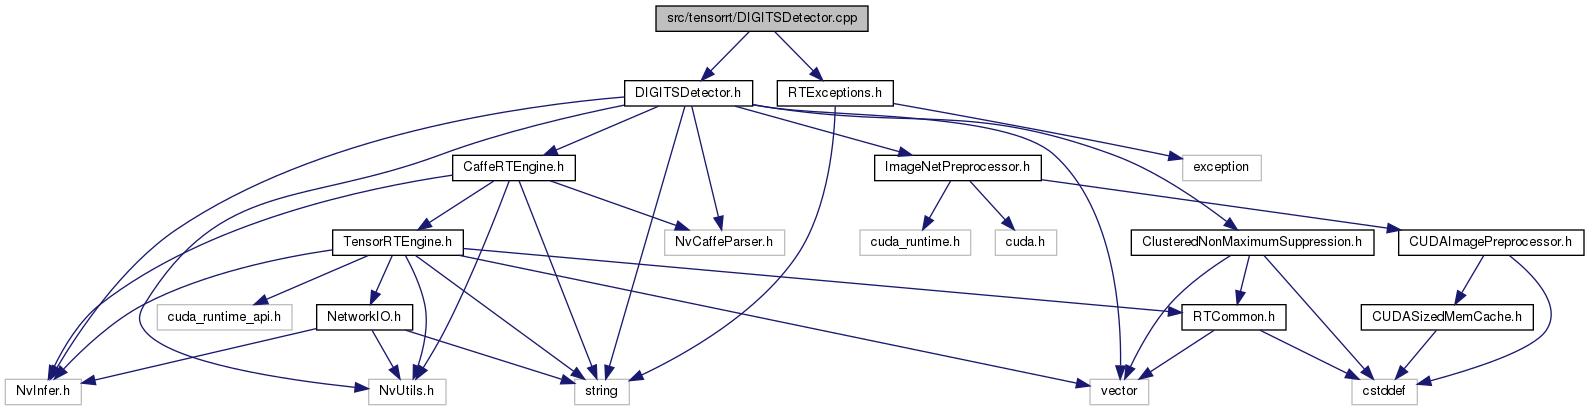 src/tensorrt/DIGITSDetector.cpp
DIGITSDetector.h
RTExceptions.h
CaffeRTEngine.h
ImageNetPreprocessor.h
exception
TensorRTEngine.h
NvCaffeParser.h
cuda_runtime.h
cuda.h
ClusteredNonMaximumSuppression.h
CUDAImagePreprocessor.h
cuda_runtime_api.h
NetworkIO.h
RTCommon.h
CUDASizedMemCache.h
NvInfer.h
NvUtils.h
string
vector
cstddef